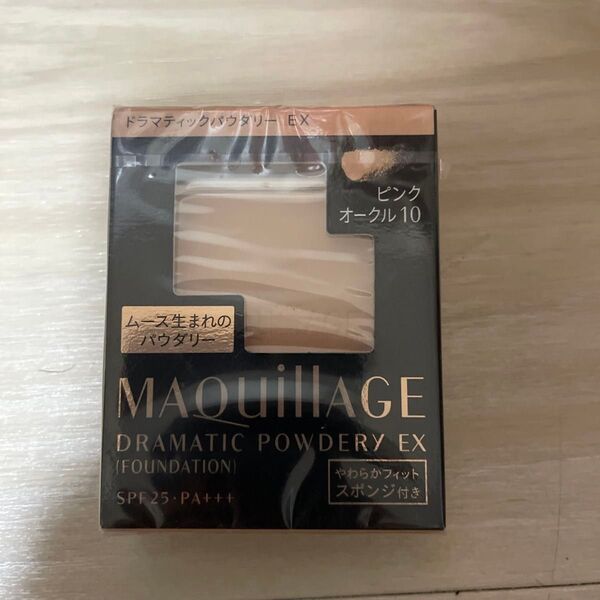 ドラマティックパウダリー EX
ピンク
オークル10
ムース生まれの
パウダリー
MAQuillAGE
DRAMATIC POWDERY EX
(FOUNDATION)
SPF25・PA+++
やわらかフィット
スポンジ付き